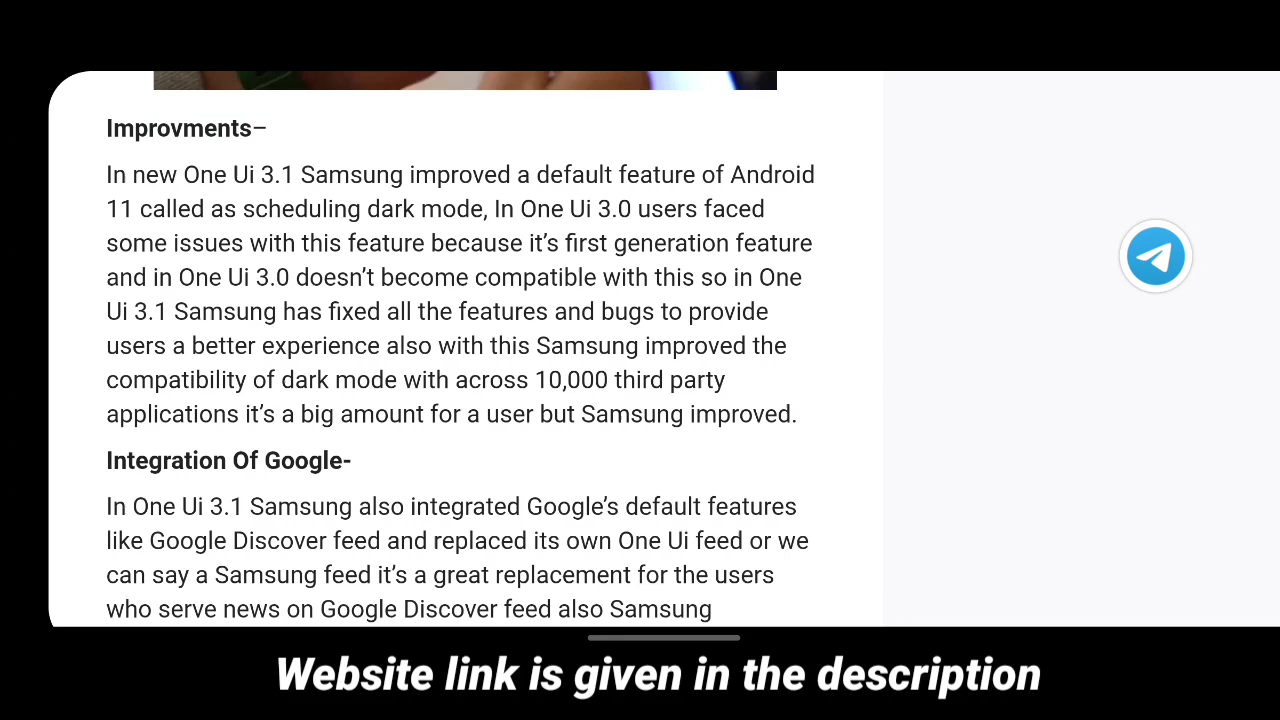 Improvments–
In new One Ui 3.1 Samsung improved a default feature of Android
11 called as scheduling dark mode, In One Ui 3.0 users faced
some issues with this feature because it’s first generation feature
and in One Ui 3.0 doesn’t become compatible with this so in One
Ui 3.1 Samsung has fixed all the features and bugs to provide
users a better experience also with this Samsung improved the
compatibility of dark mode with across 10,000 third party
applications it’s a big amount for a user but Samsung improved.
Integration Of Google-
In One Ui 3.1 Samsung also integrated Google’s default features
like Google Discover feed and replaced its own One Ui feed or we
can say a Samsung feed it’s a great replacement for the users
who serve news on Google Discover feed also Samsung
Website link is given in the description